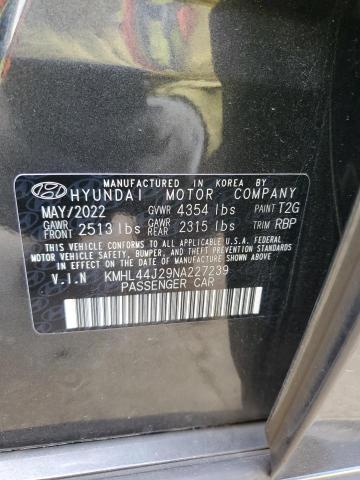 MANUFACTURED IN KOREA BY
HYUNDAI MOTOR COMPANY
MAY/2022 GVWR 4354 lbs PAINT T2G
GAWR FRONT 2513 lbs GAWR REAR 2315 lbs TRIM RBP
THIS VEHICLE CONFORMS TO ALL APPLICABLE U.S.A. FEDERAL
MOTOR VEHICLE SAFETY, BUMPER, AND THEFT PREVENTION
STANDARDS IN EFFECT ON THE DATE OF MANUFACTURE SHOWN ABOVE.
V.I.N KMHL44J29NA227239
PASSENGER CAR